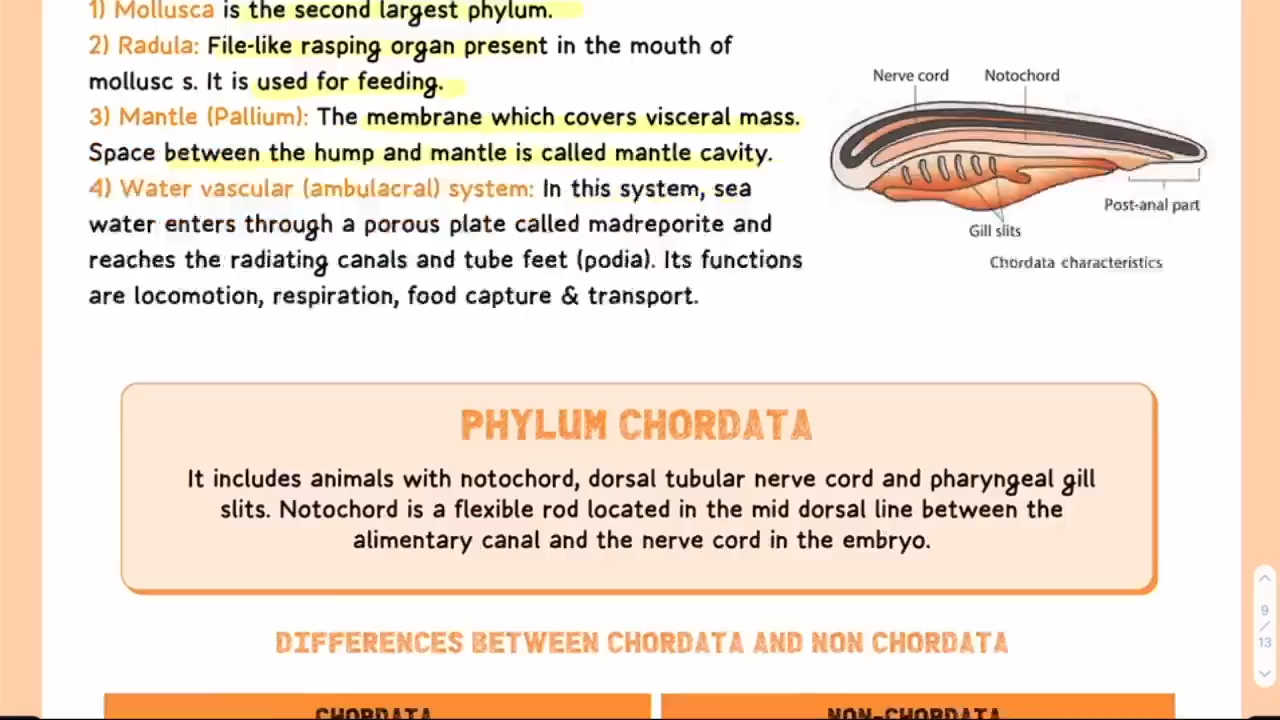 1) Mollusca is the second largest phylum.
2) Radula: File-like rasping organ present in the mouth of
mollusc s. It is used for feeding.
3) Mantle (Pallium): The membrane which covers visceral mass.
Space between the hump and mantle is called mantle cavity.
4) Water vascular (ambulacral) system: In this system, sea
water enters through a porous plate called madreporite and
reaches the radiating canals and tube feet (podia). Its functions
are locomotion, respiration, food capture & transport.
Nerve cord
Notochord
Post-anal part
Gill slits
Chordata characteristics
PHYLUM CHORDATA
It includes animals with notochord, dorsal tubular nerve cord and pharyngeal gill
slits. Notochord is a flexible rod located in the mid dorsal line between the
alimentary canal and the nerve cord in the embryo.
DIFFERENCES BETWEEN CHORDATA AND NON CHORDATA
CHORDATA
NON-CHORDATA
9
/
13